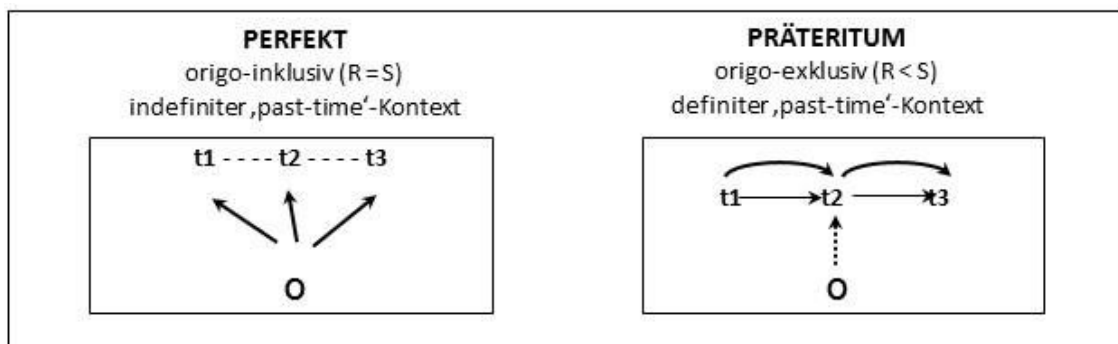 PERFEKT
origo-inklusiv (R = S)
indefiniter ‚past-time‘-Kontext
t1 - - - - t2 - - - - t3
O
PRÄTERITUM
origo-exklusiv (R < S)
definiter ‚past-time‘-Kontext
t1 t2 t3
O